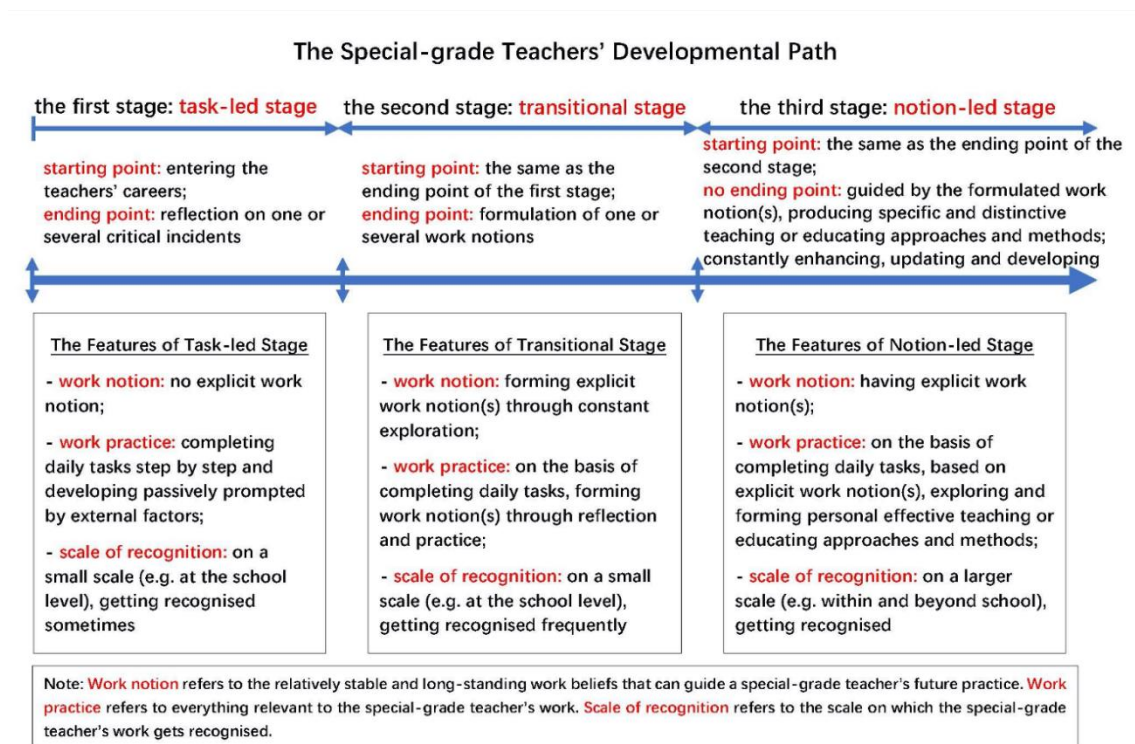 The Special-grade Teachers' Developmental Path
the first stage: task-led stage
the second stage: transitional stage
the third stage: notion-led stage
starting point: entering the
teachers' careers;
ending point: reflection on one or
several critical incidents
starting point: the same as the
ending point of the first stage;
ending point: formulation of one or
several work notions
starting point: the same as the ending point of the
second stage;
no ending point: guided by the formulated work
notion(s), producing specific and distinctive
teaching or educating approaches and methods;
constantly enhancing, updating and developing
The Features of Task-led Stage
- work notion: no explicit work
notion;
- work practice: completing
daily tasks step by step and
developing passively prompted
by external factors;
- scale of recognition: on a
small scale (e.g. at the school
level), getting recognised
sometimes
The Features of Transitional Stage
- work notion: forming explicit
work notion(s) through constant
exploration;
- work practice: on the basis of
completing daily tasks, forming
work notion(s) through reflection
and practice;
- scale of recognition: on a small
scale (e.g. at the school level),
getting recognised frequently
The Features of Notion-led Stage
- work notion: having explicit work
notion(s);
- work practice: on the basis of
completing daily tasks, based on
explicit work notion(s), exploring and
forming personal effective teaching or
educating approaches and methods;
- scale of recognition: on a larger
scale (e.g. within and beyond school),
getting recognised
Note: Work notion refers to the relatively stable and long-standing work beliefs that can guide a special-grade teacher's future practice. Work
practice refers to everything relevant to the special-grade teacher's work. Scale of recognition refers to the scale on which the special-grade
teacher's work gets recognised.